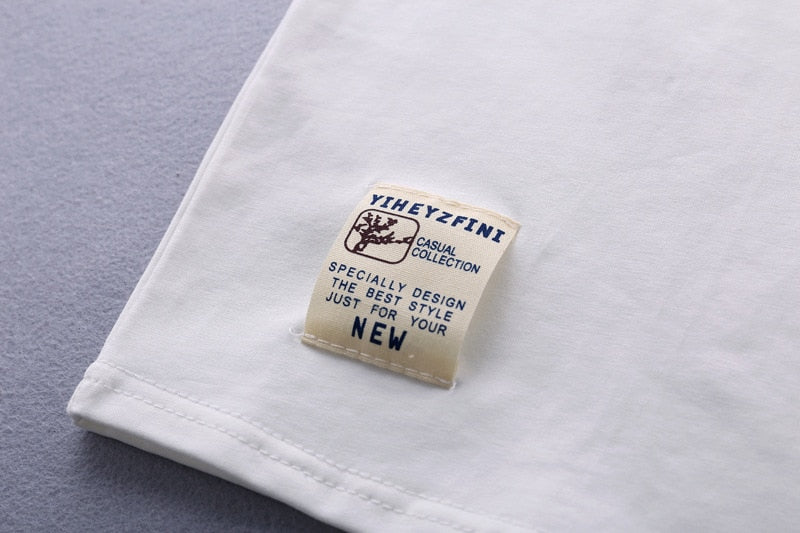 YIHEYZFINI
CASUAL
COLLECTION
SPECIALLY DESIGN
THE BEST STYLE
JUST FOR YOUR
NEW